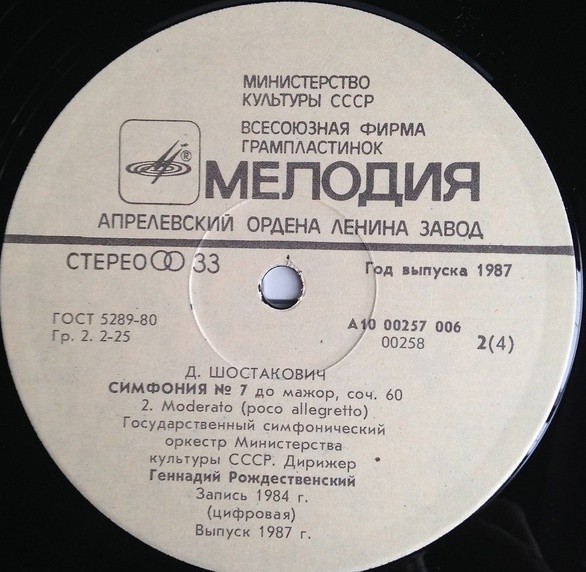 МИНИСТЕРСТВО
КУЛЬТУРЫ СССР
ВСЕСОЮЗНАЯ ФИРМА
ГРАМПЛАСТИНОК
®
МЕЛОДИЯ
АПРЕЛЕВСКИЙ ОРДЕНА ЛЕНИНА ЗАВОД
СТЕРЕО 33
Год выпуска 1987
ГОСТ 5289-80
Гр. 2. 2-25
А10 00257 006
00258 2(4)
Д. ШОСТАКОВИЧ
СИМФОНИЯ № 7 до мажор, соч. 60
2. Moderato (poco allegretto)
Государственный симфонический
оркестр Министерства
культуры СССР. Дирижер
Геннадий Рождественский
Запись 1984 г.
(цифровая)
Выпуск 1987 г.